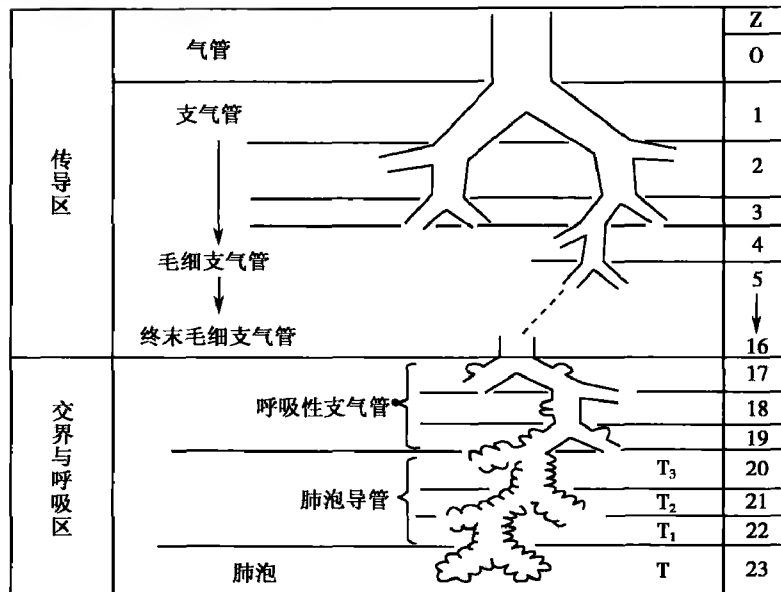 Z
气管
O
支气管
1
2
3
4
毛细支气管
5
终末毛细支气管
16
传导区
17
呼吸性支气管
18
19
T₃
20
肺泡导管
T₂
21
T₁
22
肺泡
T
23
交界与呼吸区